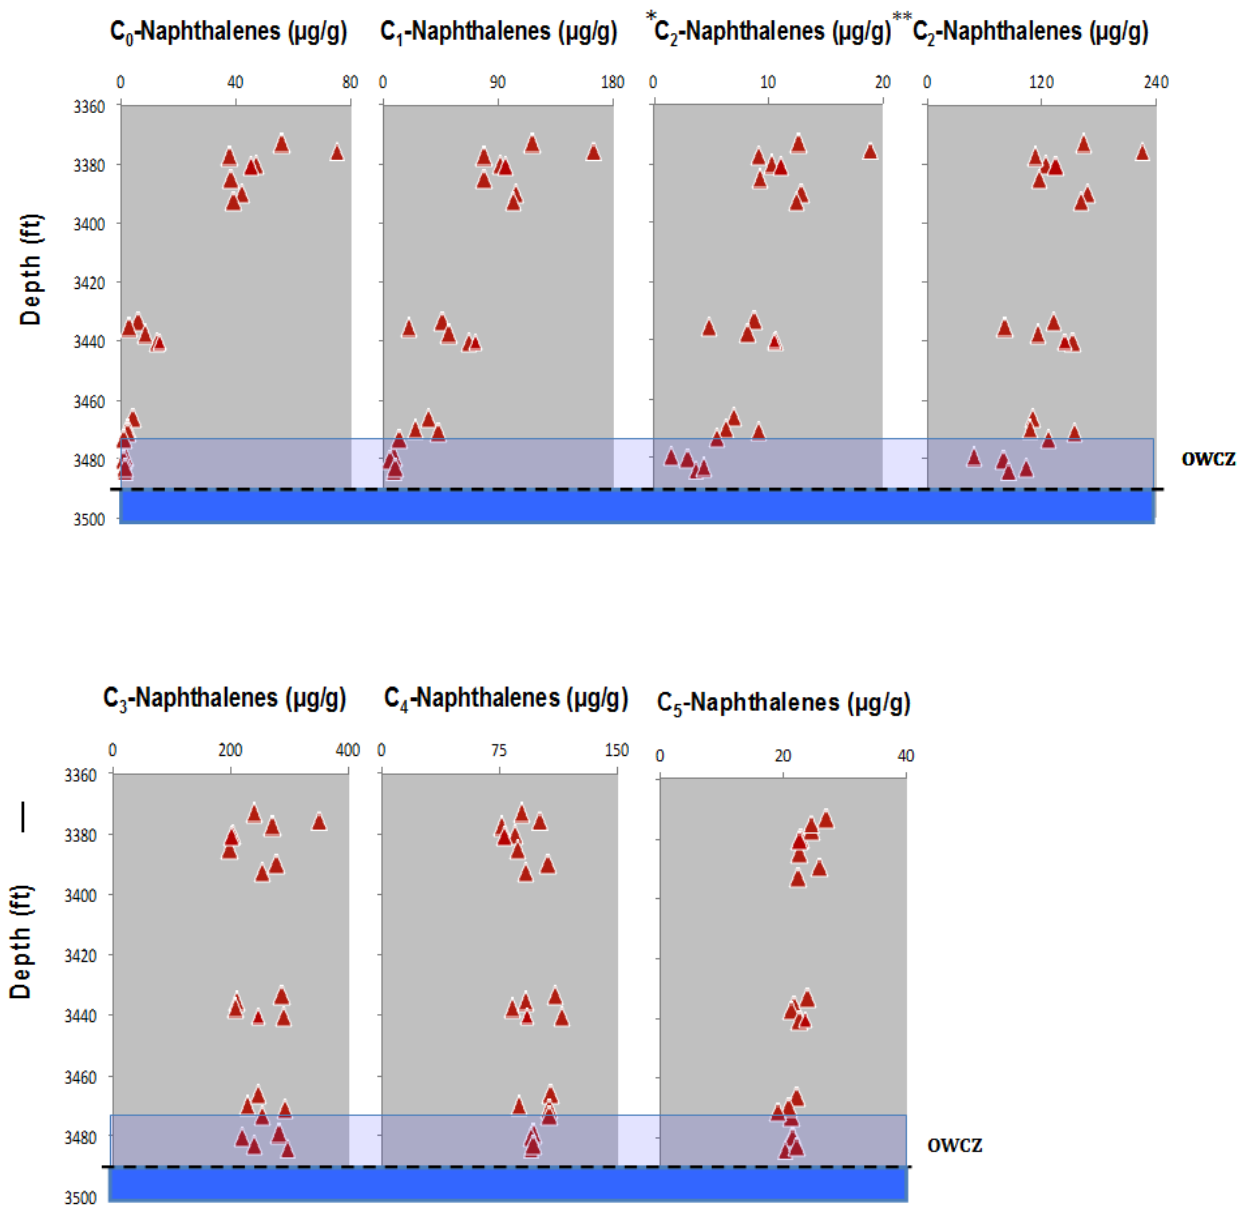 C₀-Naphthalenes (µg/g) C₁-Naphthalenes (µg/g) *C₂-Naphthalenes (µg/g) **C₂-Naphthalenes (µg/g)
0 40 80 0 90 180 0 10 20 0 120 240
3360
3380
3400
3420
3440
3460
3480
3500
Depth (ft)
OWCZ
C₃-Naphthalenes (µg/g) C₄-Naphthalenes (µg/g) C₅-Naphthalenes (µg/g)
0 200 400 0 75 150 0 20 40
3360
3380
3400
3420
3440
3460
3480
3500
Depth (ft)
OWCZ